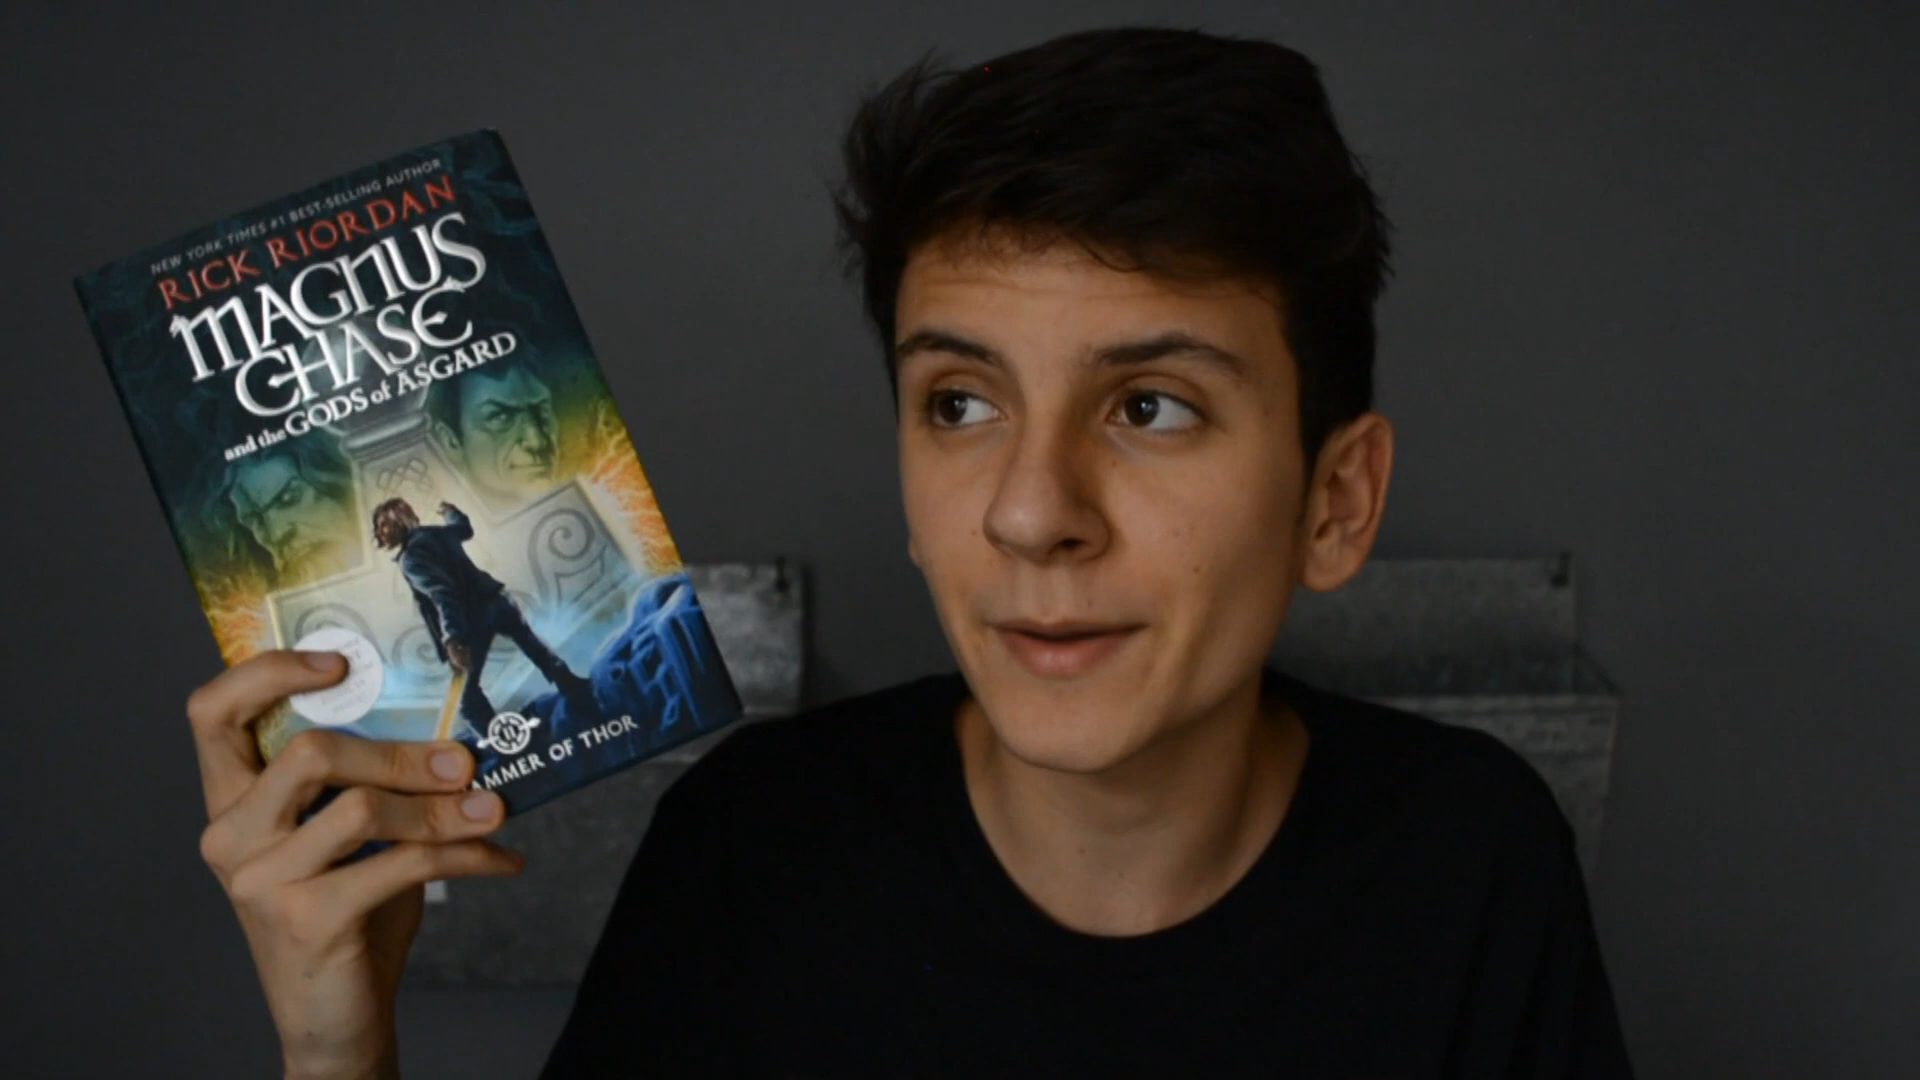 NEW YORK TIMES #1 BEST-SELLING AUTHOR
RICK RIORDAN
MAGNUS
CHASE
and the GODS of ASGARD
II
AMMER OF THOR